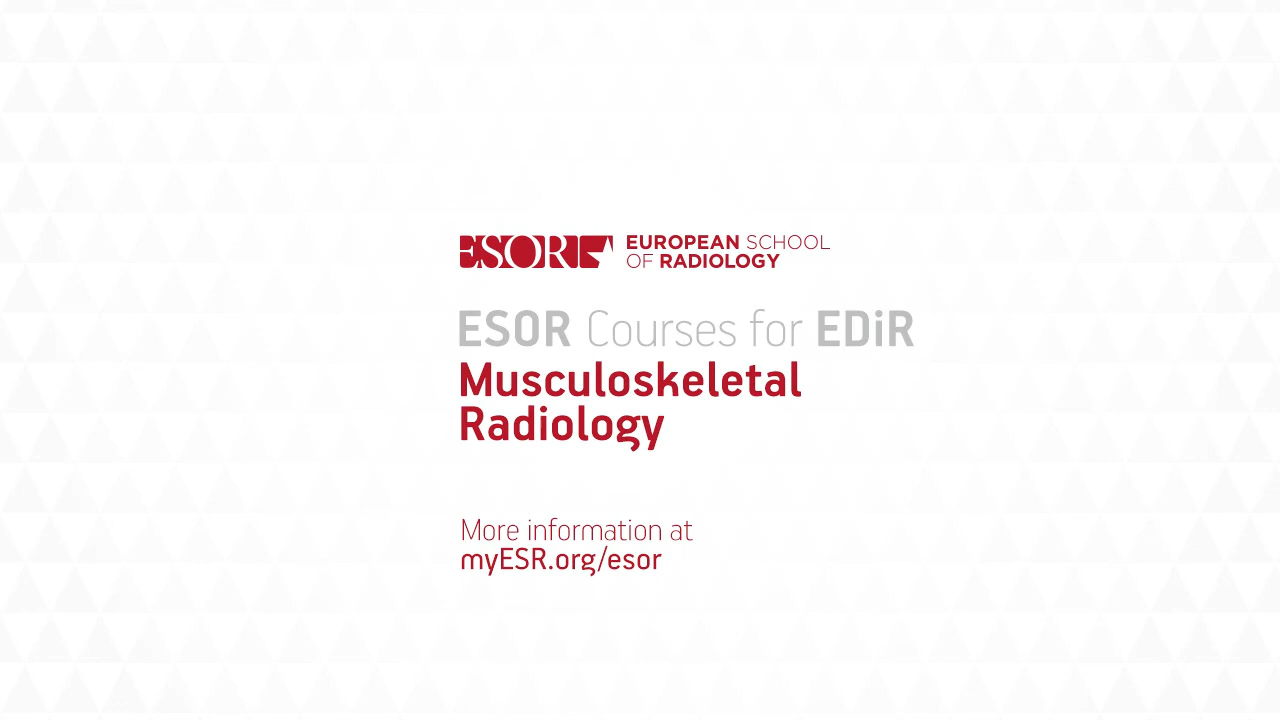 ESOR EUROPEAN SCHOOL
OF RADIOLOGY
ESOR Courses for EDiR
Musculoskeletal
Radiology
More information at
myESR.org/esor